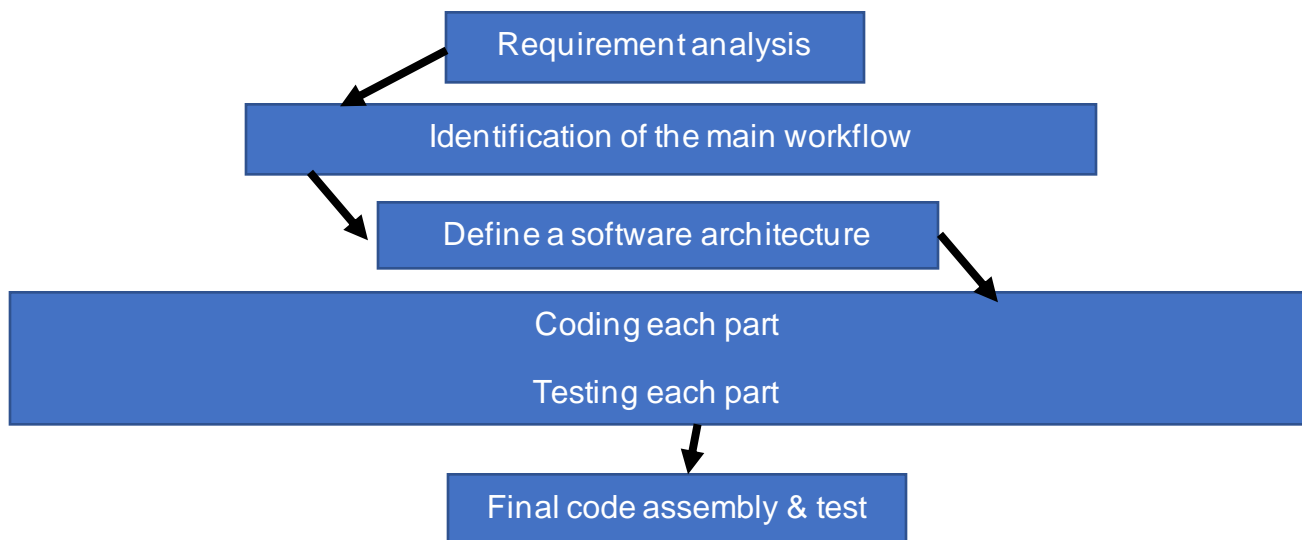 Requirement analysis
Identification of the main workflow
Define a software architecture
Coding each part
Testing each part
Final code assembly & test